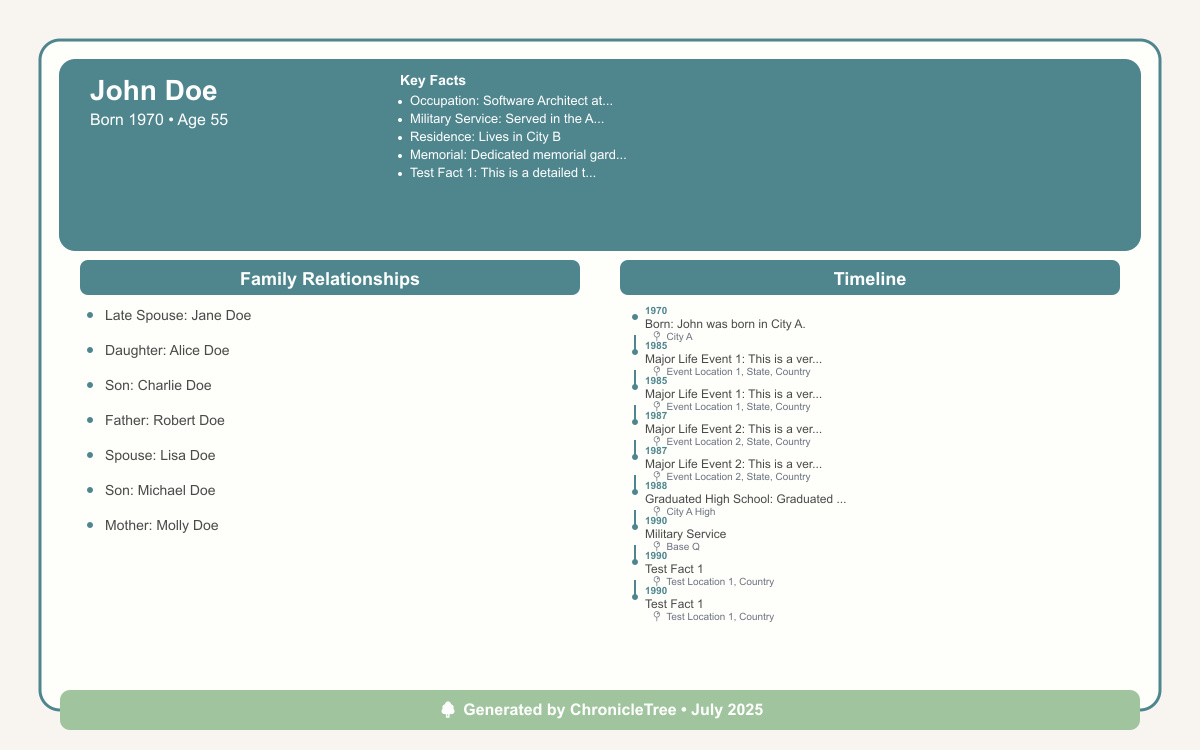 John Doe
Born 1970 • Age 55
Key Facts
• Occupation: Software Architect at...
• Military Service: Served in the A...
• Residence: Lives in City B
• Memorial: Dedicated memorial gard...
• Test Fact 1: This is a detailed t...
Family Relationships
• Late Spouse: Jane Doe
• Daughter: Alice Doe
• Son: Charlie Doe
• Father: Robert Doe
• Spouse: Lisa Doe
• Son: Michael Doe
• Mother: Molly Doe
Timeline
1970
Born: John was born in City A.
City A
1985
Major Life Event 1: This is a ver...
Event Location 1, State, Country
1985
Major Life Event 1: This is a ver...
Event Location 1, State, Country
1987
Major Life Event 2: This is a ver...
Event Location 2, State, Country
1987
Major Life Event 2: This is a ver...
Event Location 2, State, Country
1988
Graduated High School: Graduated ...
City A High
1990
Military Service
Base Q
1990
Test Fact 1
Test Location 1, Country
1990
Test Fact 1
Test Location 1, Country
Generated by ChronicleTree • July 2025